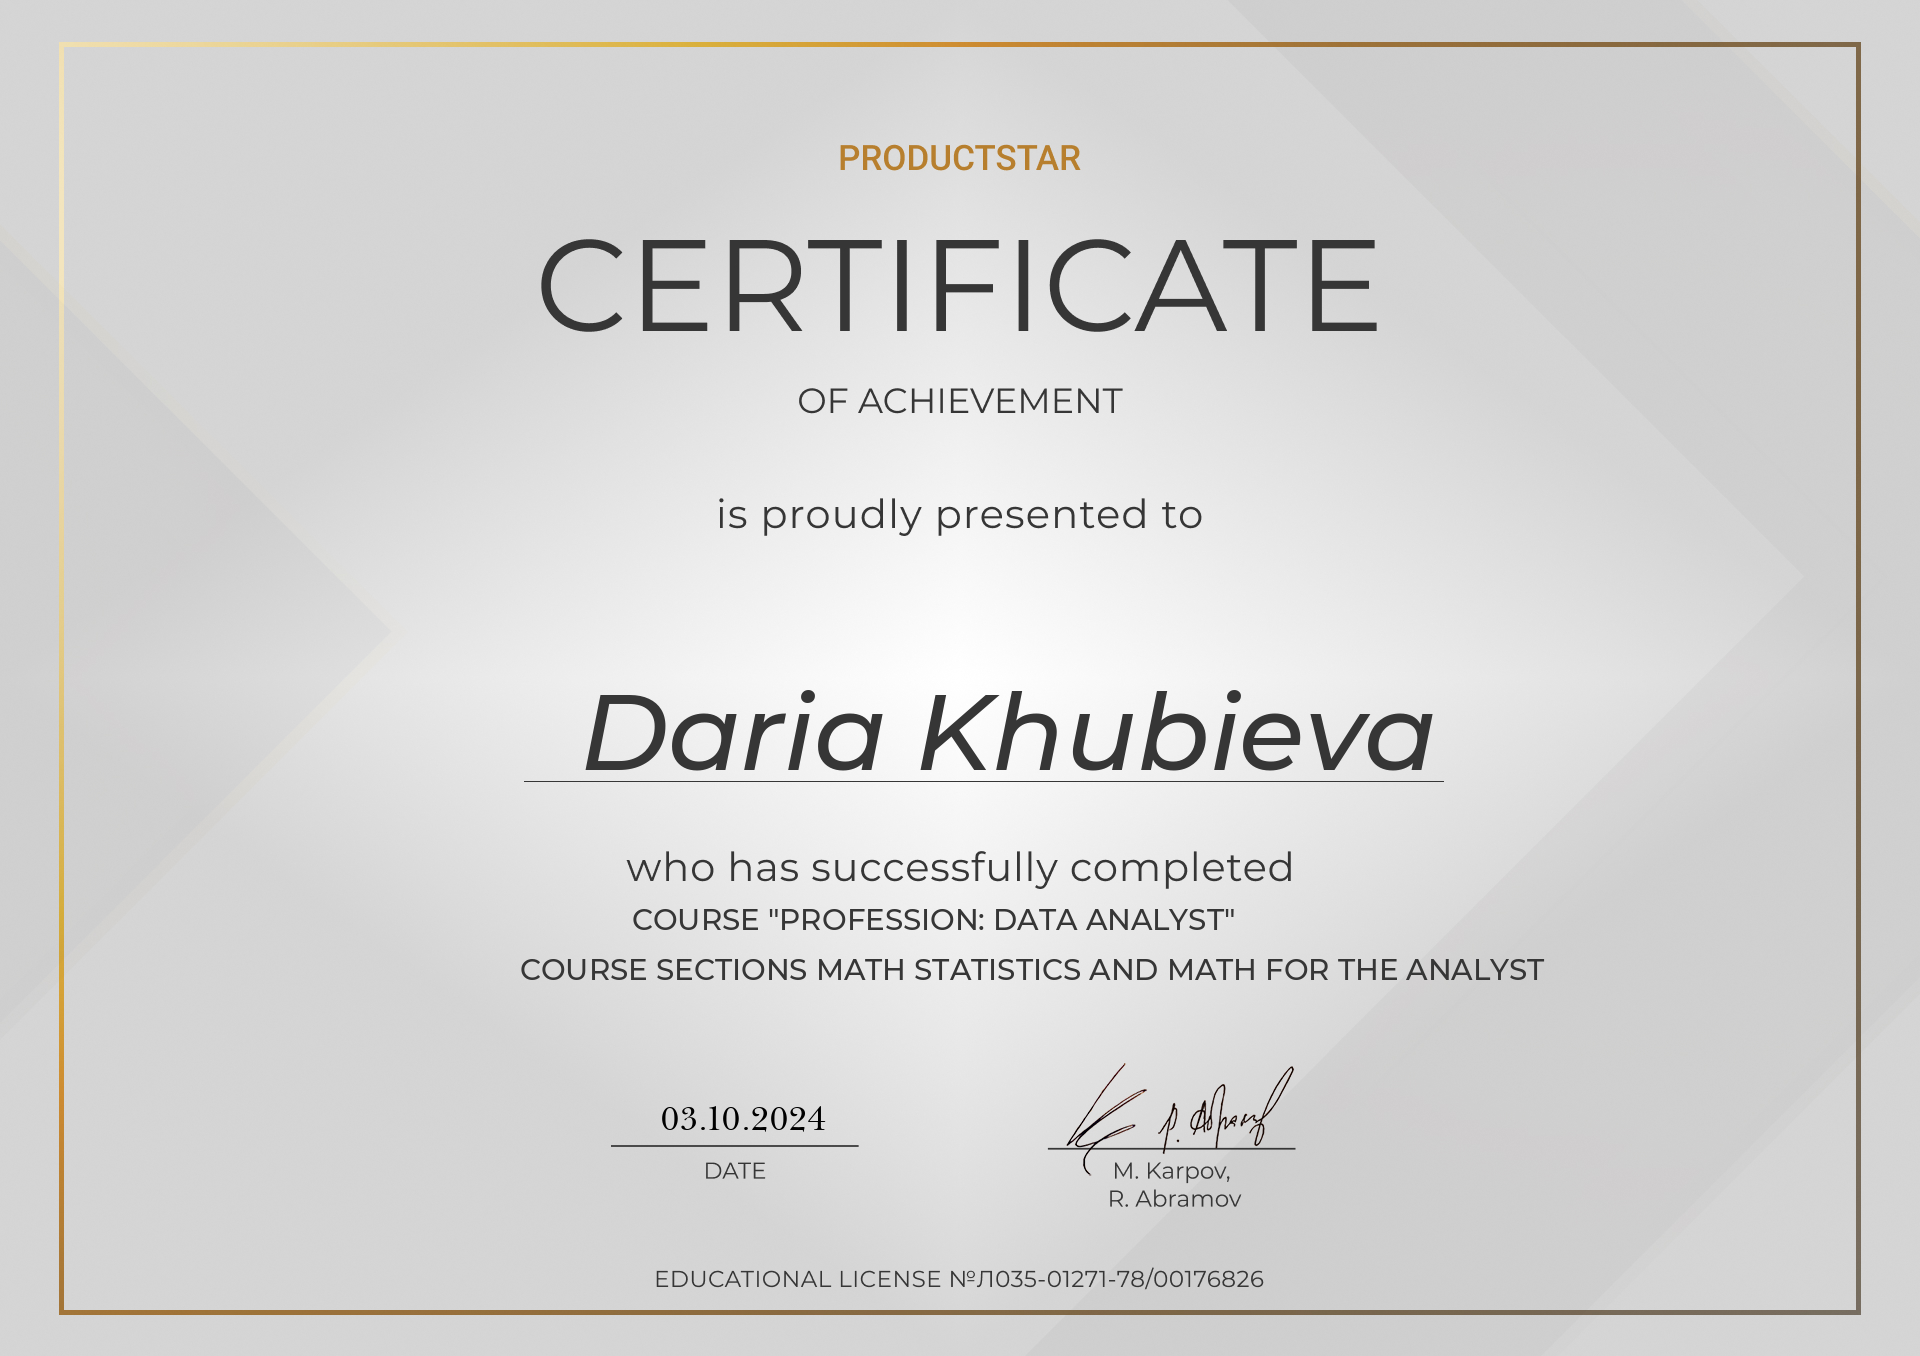 PRODUCTSTAR
CERTIFICATE
OF ACHIEVEMENT
is proudly presented to
Daria Khubieva
who has successfully completed
COURSE "PROFESSION: DATA ANALYST"
COURSE SECTIONS MATH STATISTICS AND MATH FOR THE ANALYST
03.10.2024
DATE
M. Karpov,
R. Abramov
EDUCATIONAL LICENSE №Л035-01271-78/00176826